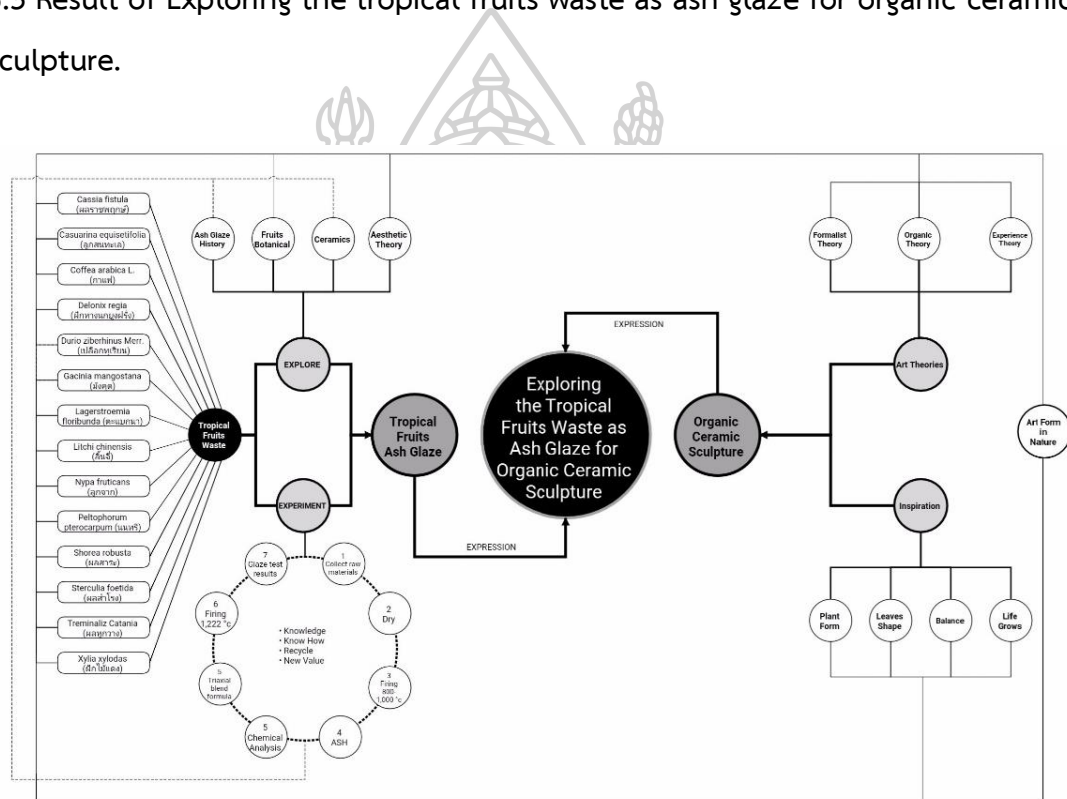 .5 Result of Exploring the tropical fruits waste as ash glaze for organic ceramic
culpture.
Cassia fistula
(ผลราชพฤกษ์)
Casuarina equisetifolia
(ลูกสนทะเล)
Coffea arabica L.
(กาแฟ)
Delonix regia
(ฝักหางนกยูงฝรั่ง)
Durio ziberhinus Merr.
(เปลือกทุเรียน)
Gacinia mangostana
(มังคุด)
Lagerstroemia
floribunda (ตะแบกนา)
Litchi chinensis
(ลิ้นจี่)
Nypa fruticans
(ลูกจาก)
Peltophorum
pterocarpum (นนทรี)
Shorea robusta
(ผลสาระ)
Sterculia foetida
(ผลสำโรง)
Treminaliz Catania
(ผลหูกวาง)
Xylia xylodas
(ฝักไม้แดง)
Tropical
Fruits
Waste
Ash Glaze
History
Fruits
Botanical
Ceramics
Aesthetic
Theory
EXPLORE
EXPERIMENT
Tropical
Fruits
Ash Glaze
1
Collect raw
materials
2
Dry
3
Firing
800-
1,000 °c
4
ASH
5
Chemical
Analysis
5
Triaxial
blend
formula
6
Firing
1,222 °c
7
Glaze test
results
• Knowledge
• Know How
• Recycle
• New Value
EXPRESSION
Exploring
the Tropical
Fruits Waste as
Ash Glaze for
Organic Ceramic
Sculpture
EXPRESSION
Organic
Ceramic
Sculpture
Formalist
Theory
Organic
Theory
Experience
Theory
Art Theories
Inspiration
Plant
Form
Leaves
Shape
Balance
Life
Grows
Art Form
in
Nature